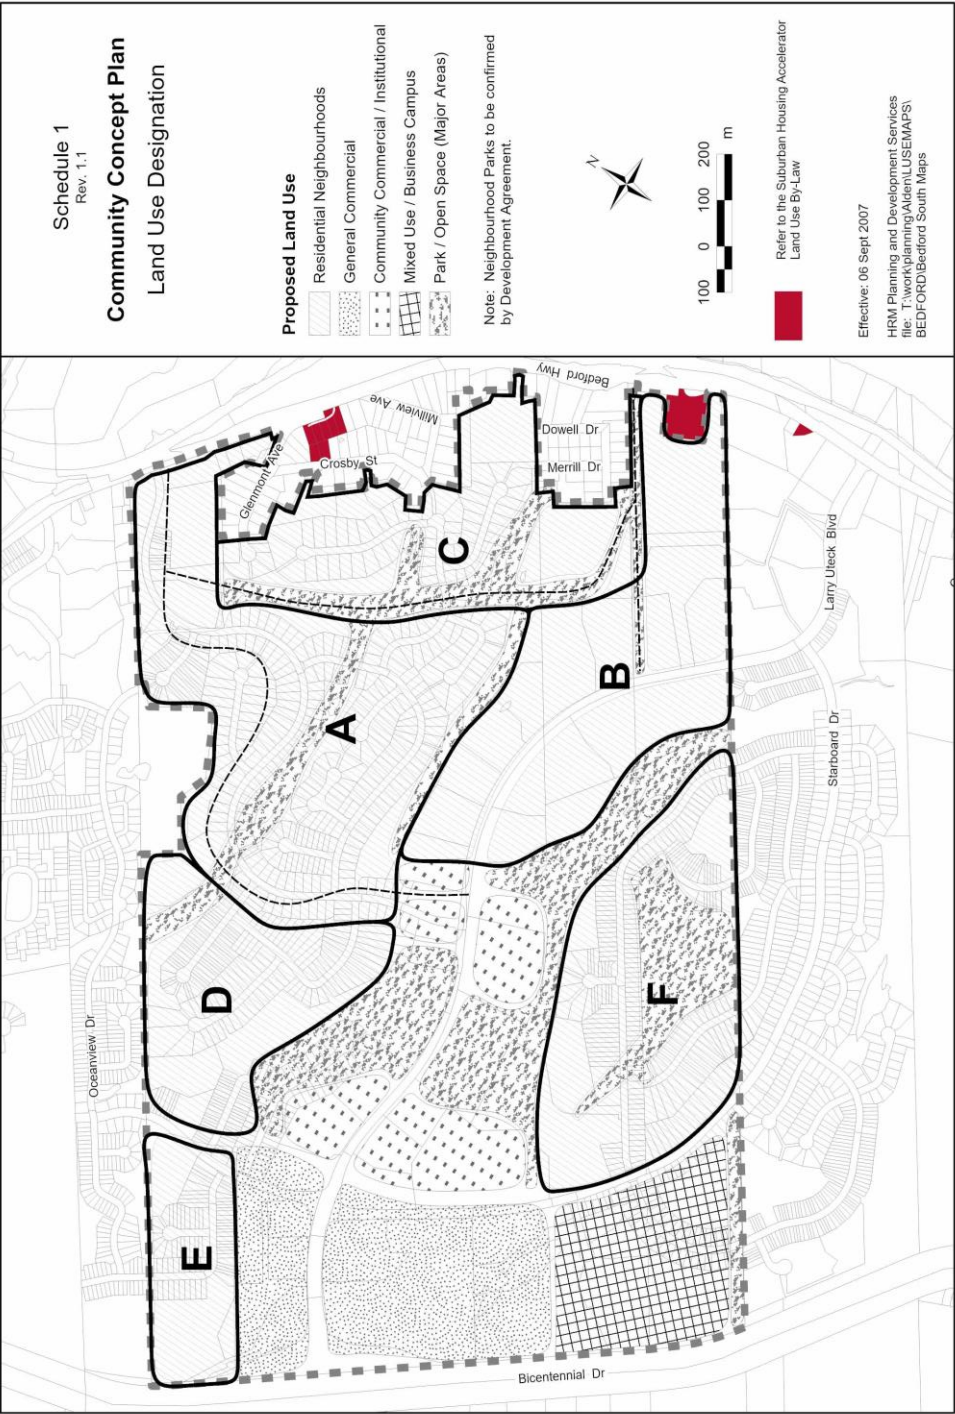 Schedule 1
Rev. 1.1
Community Concept Plan
Land Use Designation
Proposed Land Use
Residential Neighbourhoods
General Commercial
Community Commercial / Institutional
Mixed Use / Business Campus
Park / Open Space (Major Areas)
Note: Neighbourhood Parks to be confirmed
by Development Agreement.
N
100 0 100 200 m
Refer to the Suburban Housing Accelerator
Land Use By-Law
Effective: 06 Sept 2007
HRM Planning and Development Services
file: T:\work\planning\Alden\LUSEMAPS\
BEDFORD\Bedford South Maps
Bedford Hwy
Millview Ave
Glenmont Ave
Crosby St
Dowell Dr
Merrill Dr
C
Larry Uteck Blvd
B
A
Starboard Dr
D
F
Oceanview Dr
E
Bicentennial Dr